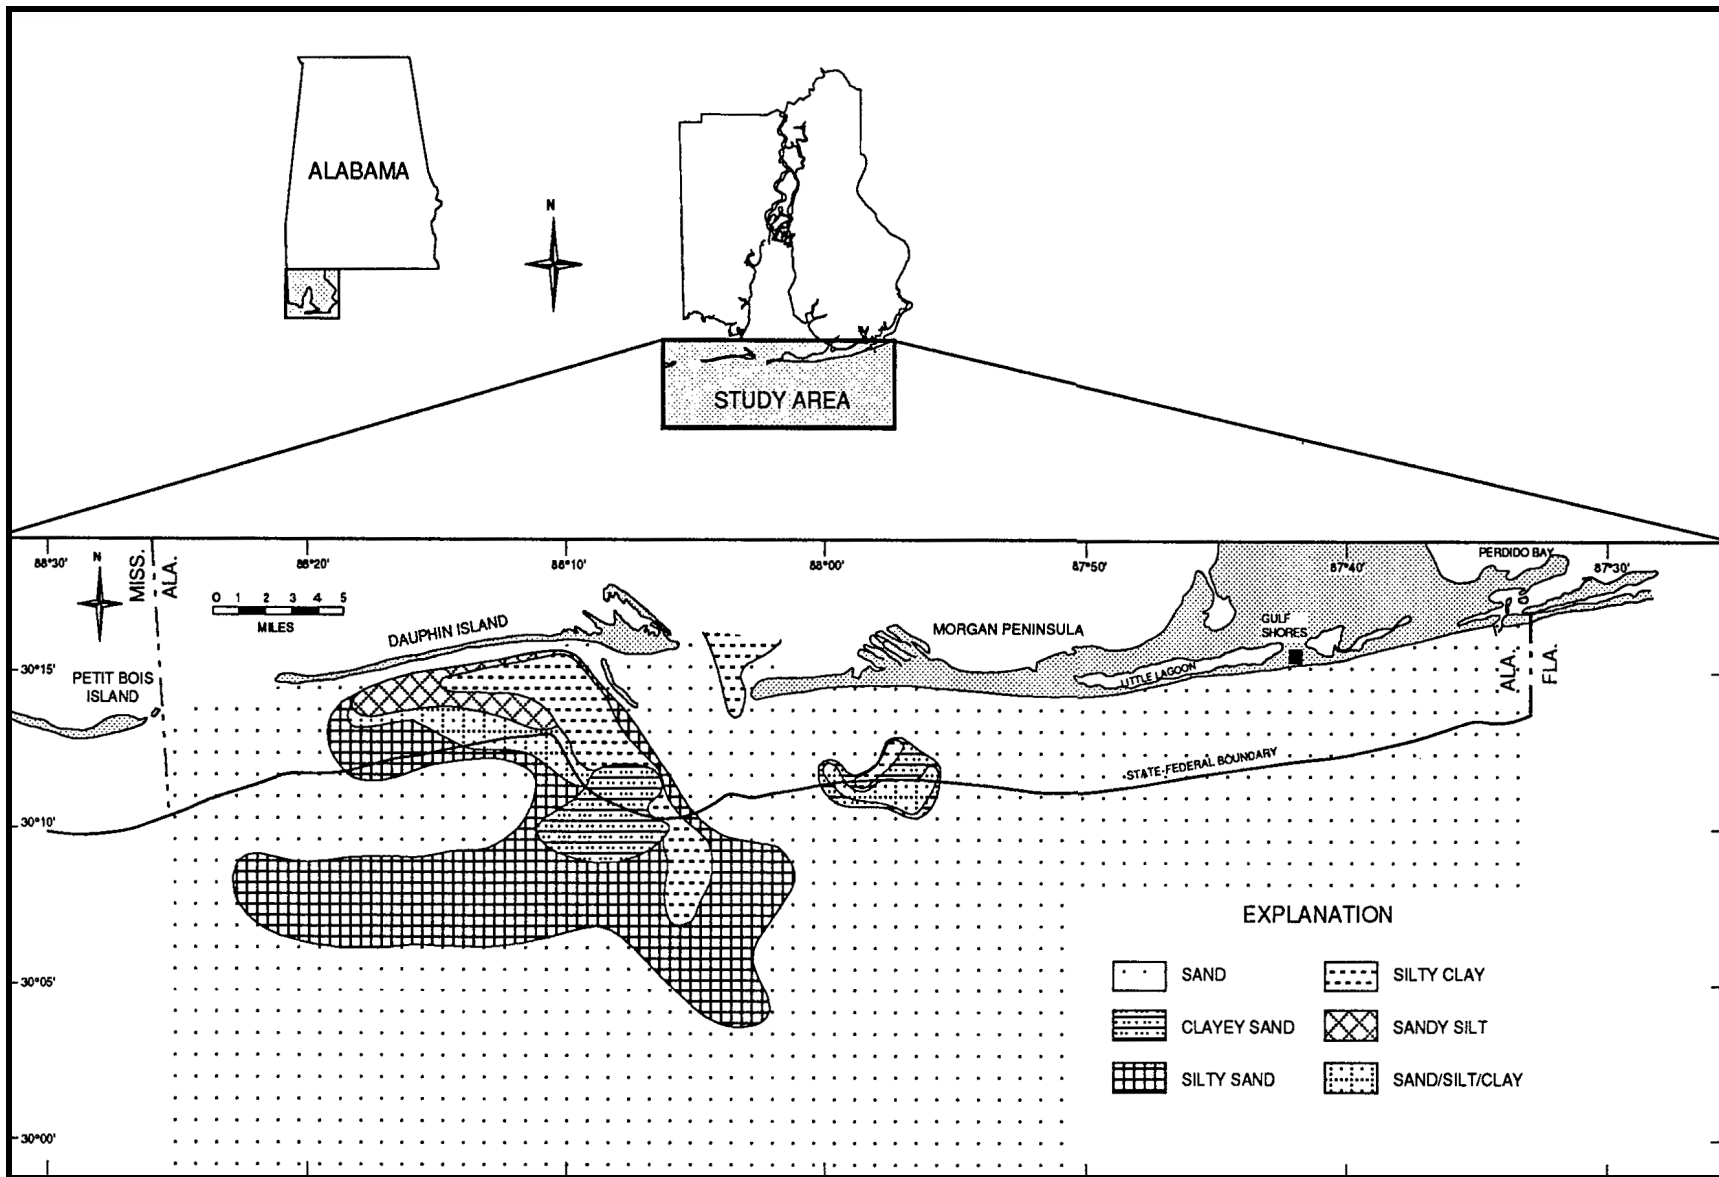 ALABAMA
N
STUDY AREA
88°30'
88°20'
88°10'
88°00'
87°50'
87°40'
87°30'
N
MISS.
ALA.
0 1 2 3 4 5
MILES
PERDIDO BAY
DAUPHIN ISLAND
MORGAN PENINSULA
GULF
SHORES
LITTLE LAGOON
ALA.
FLA.
30°15'
PETIT BOIS
ISLAND
STATE-FEDERAL BOUNDARY
30°10'
30°05'
30°00'
EXPLANATION
SAND
SILTY CLAY
CLAYEY SAND
SANDY SILT
SILTY SAND
SAND/SILT/CLAY